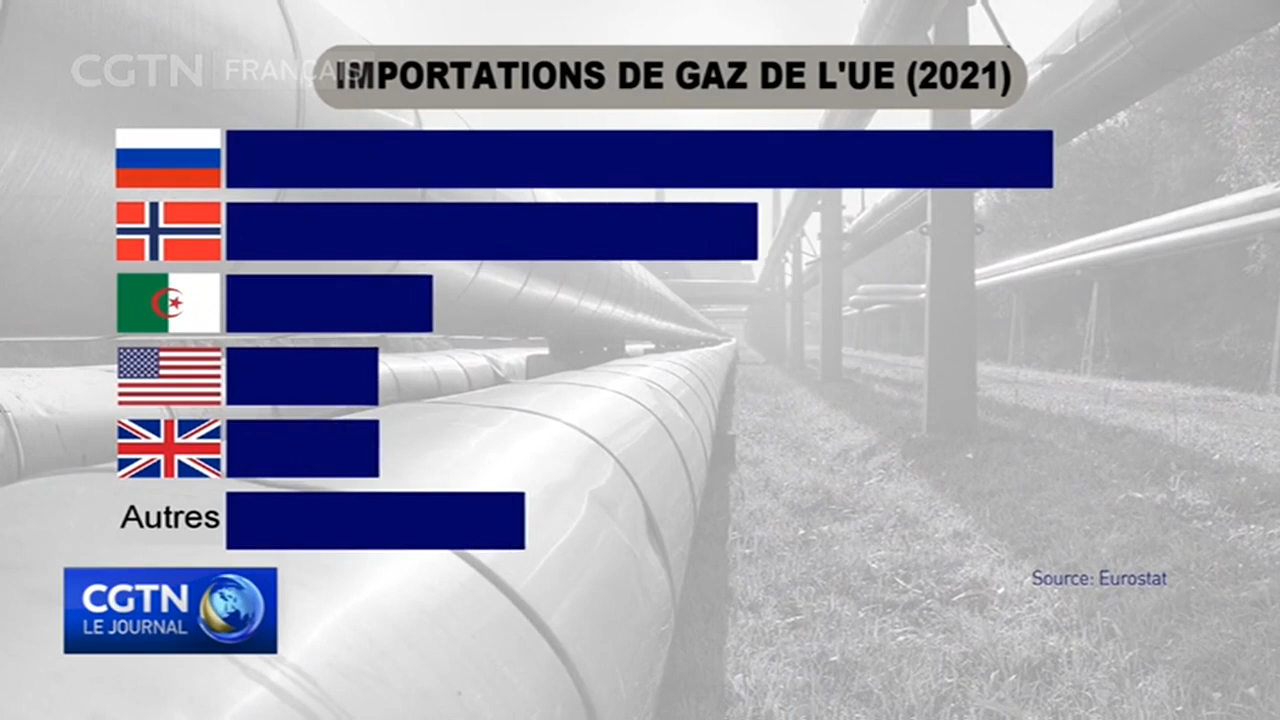 CGTN FRANÇAIS
IMPORTATIONS DE GAZ DE L'UE (2021)
Autres
Source: Eurostat
CGTN
LE JOURNAL